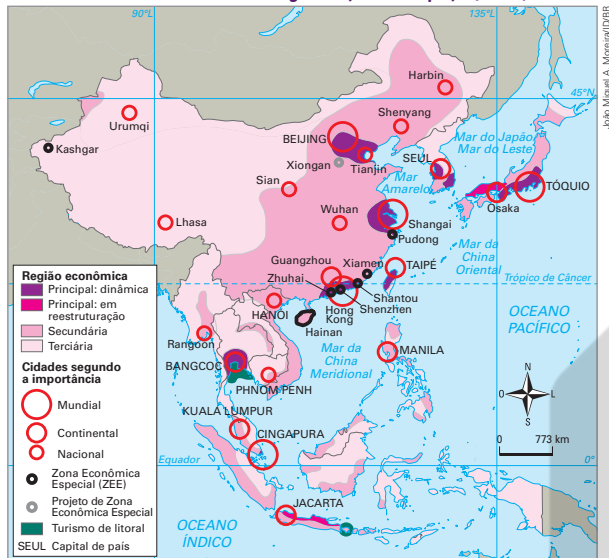 90°L
135°L
João Miguel A. Moreira/ID/BR
Harbin
45°N
Urumqi
Shenyang
Mar do Japão/
Mar do Leste
BEIJING
Kashgar
Tianjin
SEUL
Xiongan
Mar
Amarelo
TÓQUIO
Sian
Osaka
Wuhan
Shangai
Lhasa
Pudong
Mar da
China
Oriental
Guangzhou
Xiamen
TAIPÉ
Zhuhai
Trópico de Câncer
Shantou
Shenzhen
Hong
Kong
HANÓI
Hainan
OCEANO
PACÍFICO
Rangoon
Mar da
China
Meridional
MANILA
BANGCOC
PHNOM PENH
N
O
L
S
KUALA LUMPUR
CINGAPURA
0
773 km
Equador
0°
JACARTA
OCEANO
ÍNDICO
Região econômica
Principal: dinâmica
Principal: em
reestruturação
Secundária
Terciária
Cidades segundo
a importância
Mundial
Continental
Nacional
Zona Econômica
Especial (ZEE)
Projeto de Zona
Econômica Especial
Turismo de litoral
SEUL Capital de país